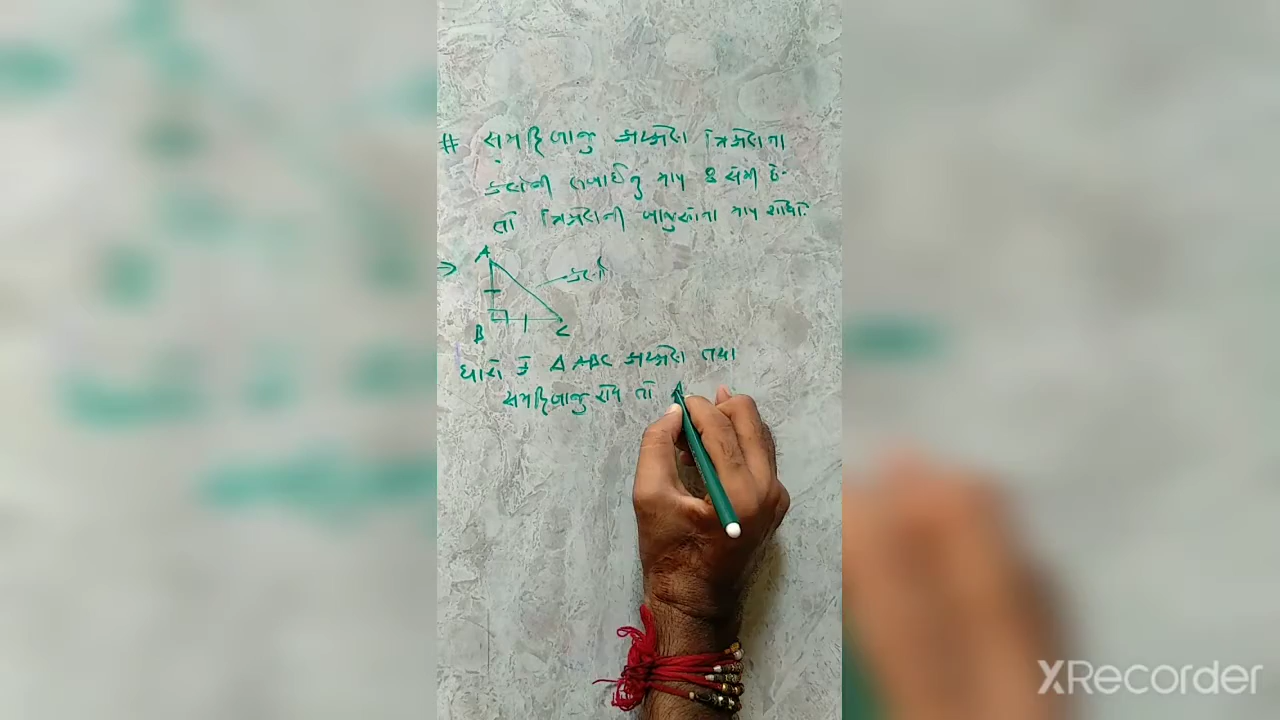 # સમદ્વિબાજુ કાટકોણ ત્રિકોણના
કર્ણની લંબાઈનું માપ 8 સેમી છે.
તો ત્રિકોણની બાજુઓના માપ શોધો.
⇒ A
કર્ણ
B C
ધારો કે Δ ABC કાટકોણ તથા
સમદ્વિબાજુ હોય તો A
XRecorder